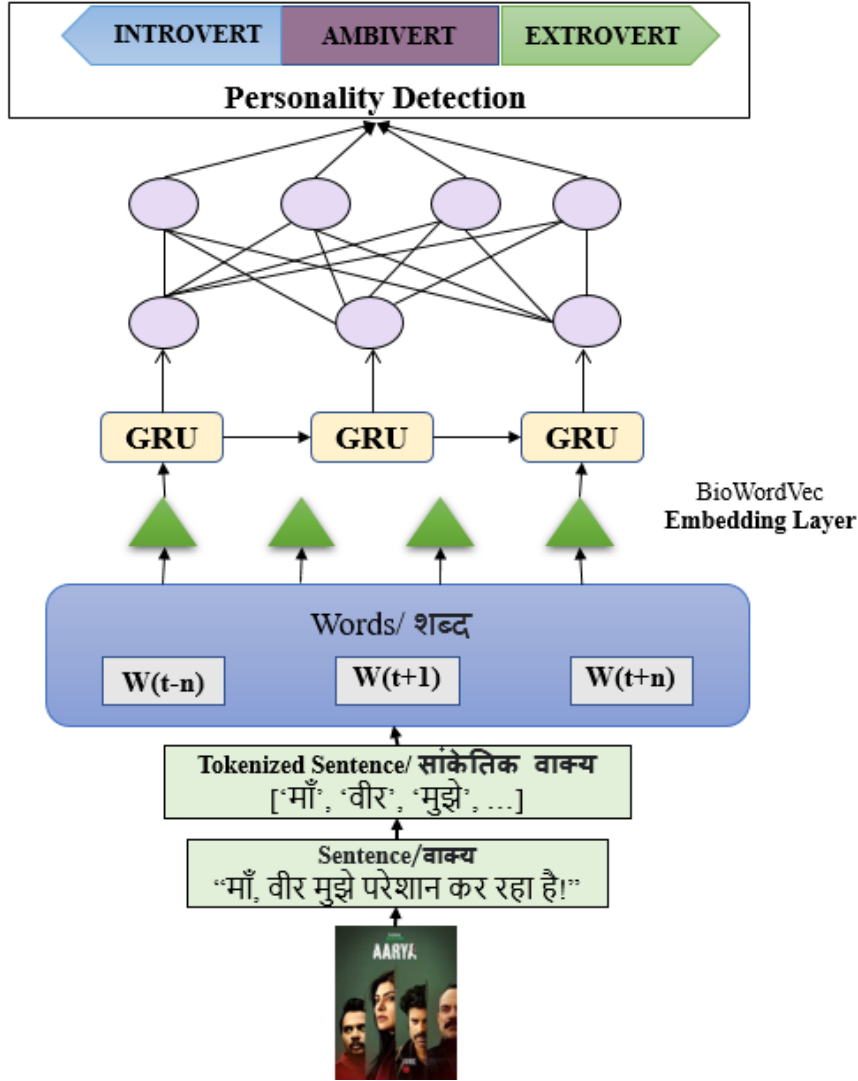 INTROVERT
AMBIVERT
EXTROVERT
Personality Detection
GRU
GRU
GRU
BioWordVec
Embedding Layer
Words/ शब्द
W(t-n)
W(t+1)
W(t+n)
Tokenized Sentence/ सांकेतिक वाक्य
[‘माँ’, ‘वीर’, ‘मुझे’, ...]
Sentence/वाक्य
“माँ, वीर मुझे परेशान कर रहा है!”
AARYA